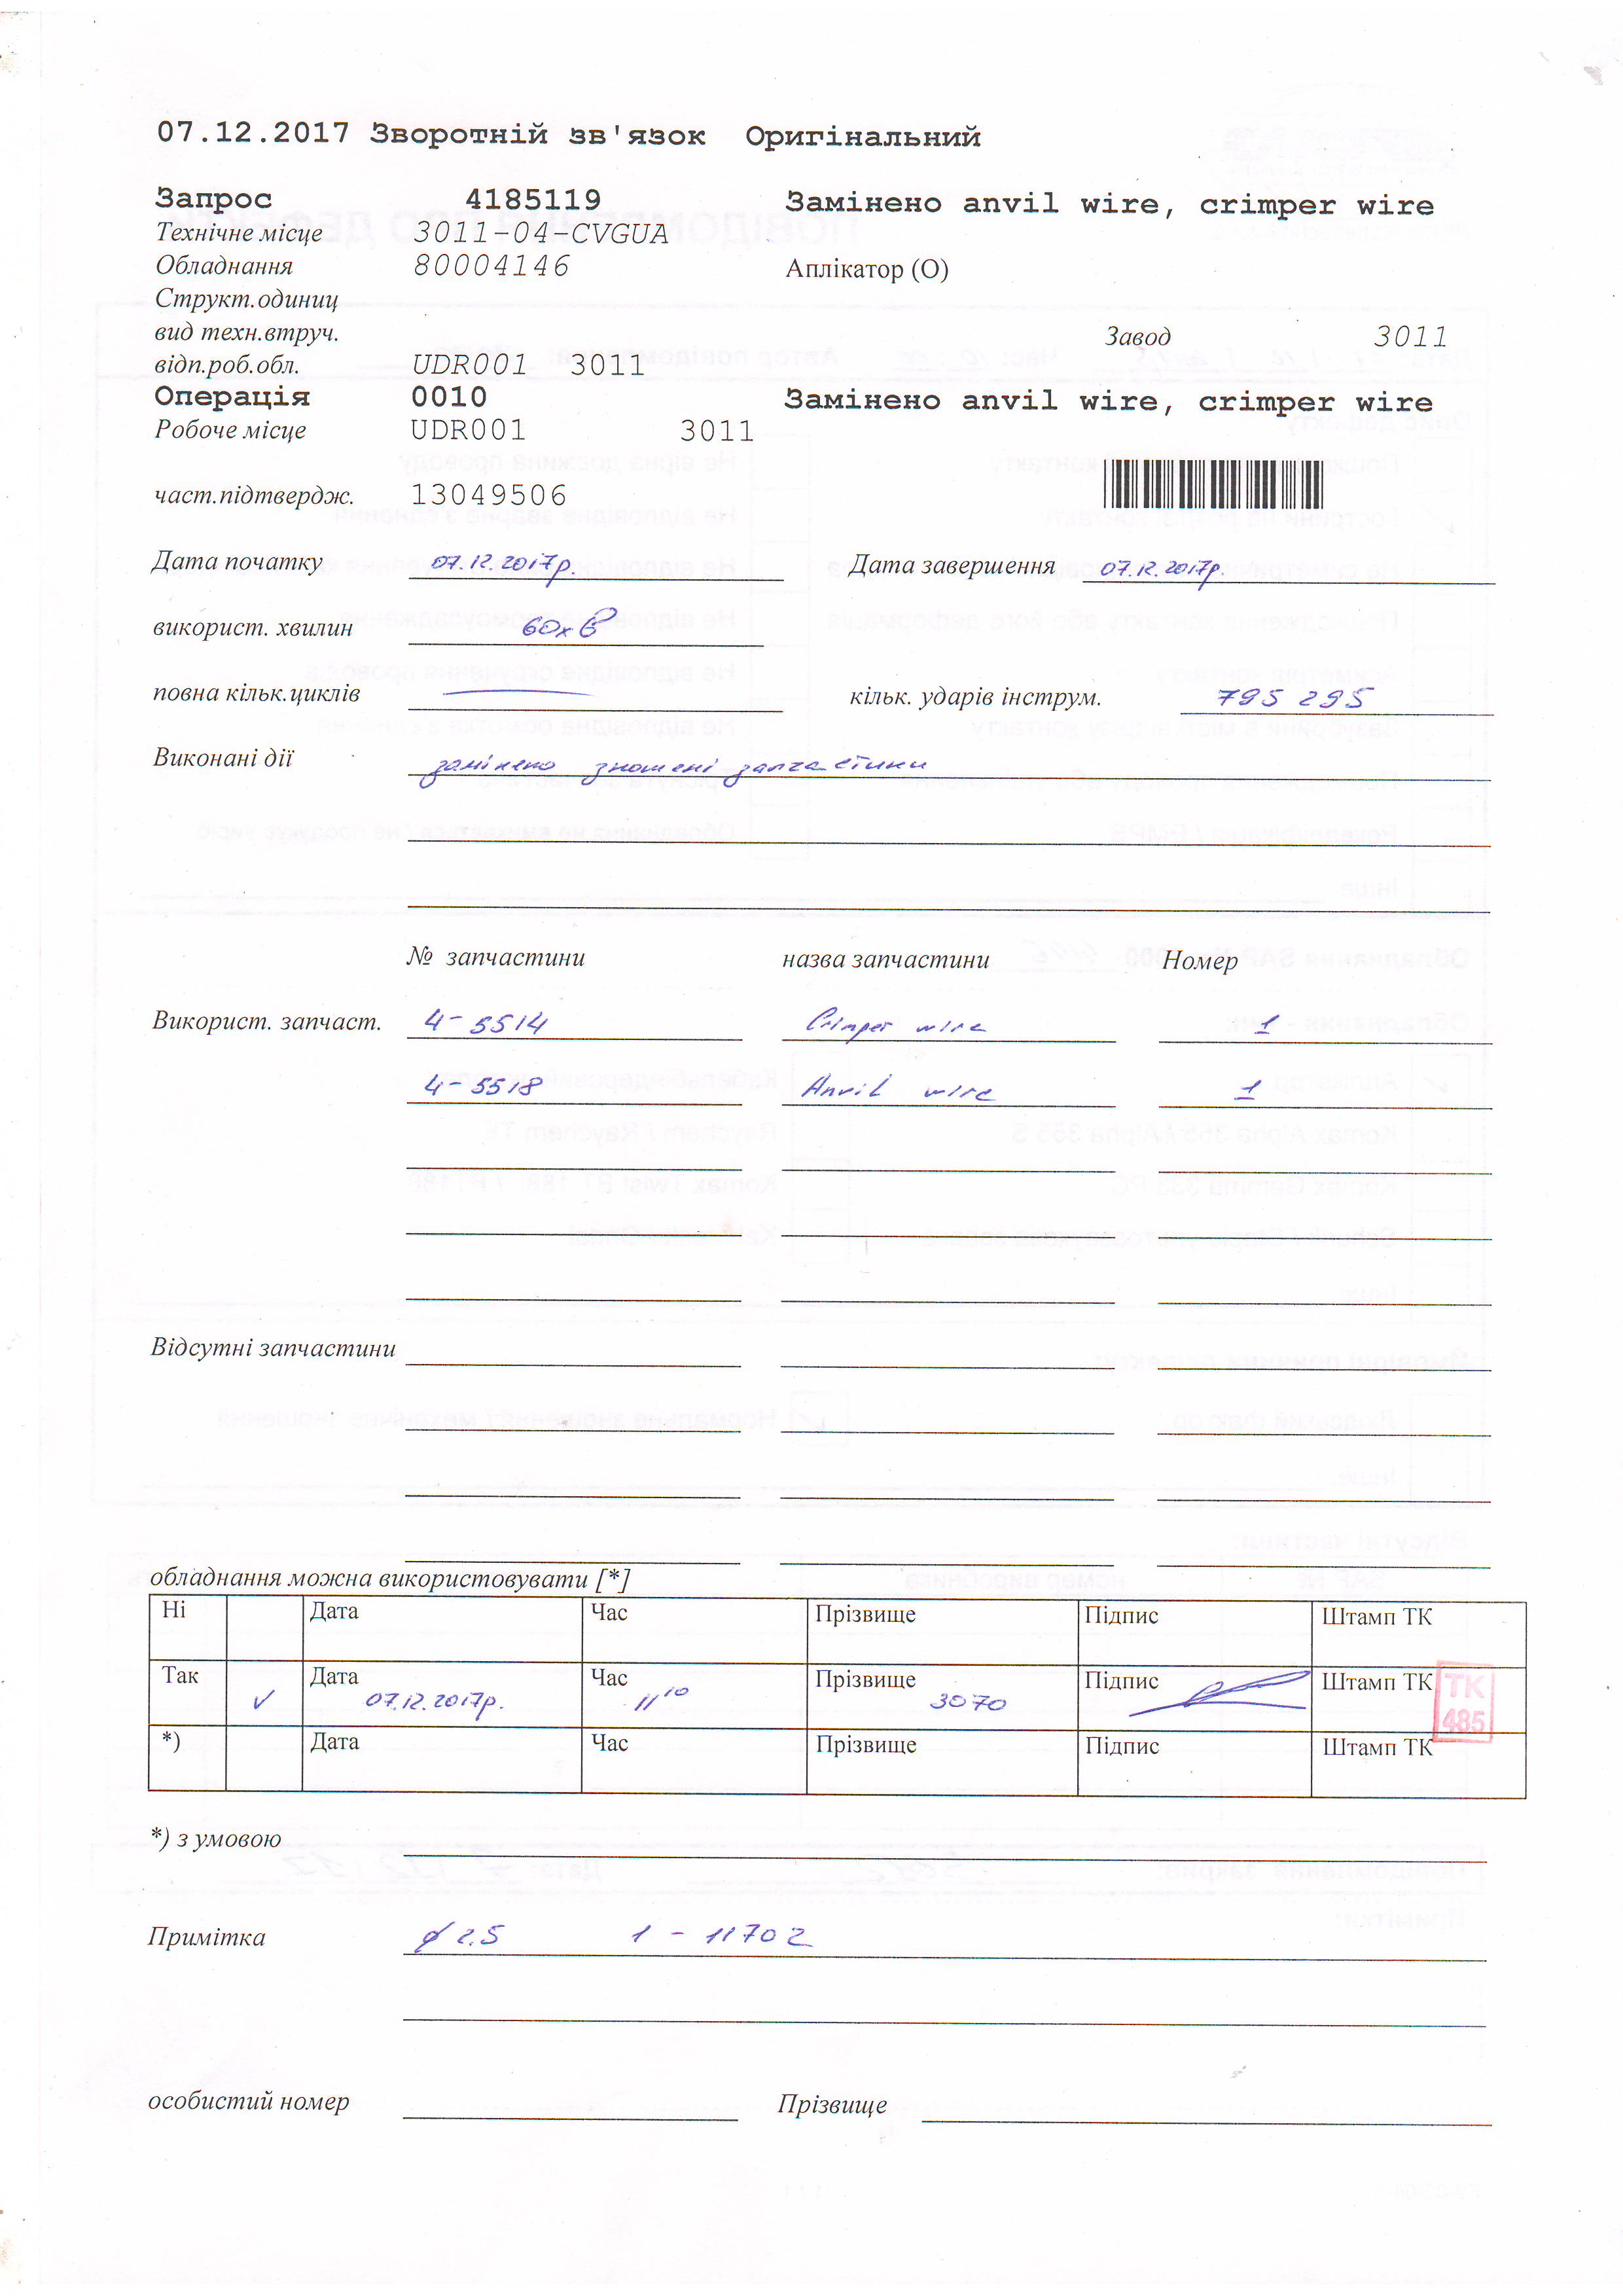 07.12.2017 Зворотній зв'язок Оригінальний
Запрос 4185119 Замінено anvil wire, crimper wire
Технічне місце 3011-04-CVGUA
Обладнання 80004146 Аплікатор (О)
Структ.одиниц
вид техн.втруч. Завод 3011
відп.роб.обл. UDR001 3011
Операція 0010 Замінено anvil wire, crimper wire
Робоче місце UDR001 3011
част.підтвердж. 13049506
Дата початку 07.12.2017р. Дата завершення 07.12.2017р.
використ. хвилин 60хв
повна кільк.циклів кільк. ударів інструм. 795 295
Виконані дії замінено зношені запчастини
№ запчастини назва запчастини Номер
Використ. запчаст. 4-5514 Crimper wire 1
4-5518 Anvil wire 1
Відсутні запчастини
обладнання можна використовувати [*]
Ні Дата Час Прізвище Підпис Штамп ТК
Так ✓ Дата 07.12.2017р. Час 11¹⁰ Прізвище 3070 Підпис Штамп ТК ТК 485
*) Дата Час Прізвище Підпис Штамп ТК
*) з умовою
Примітка ⌀ 2.5 1 - 11702
особистий номер Прізвище